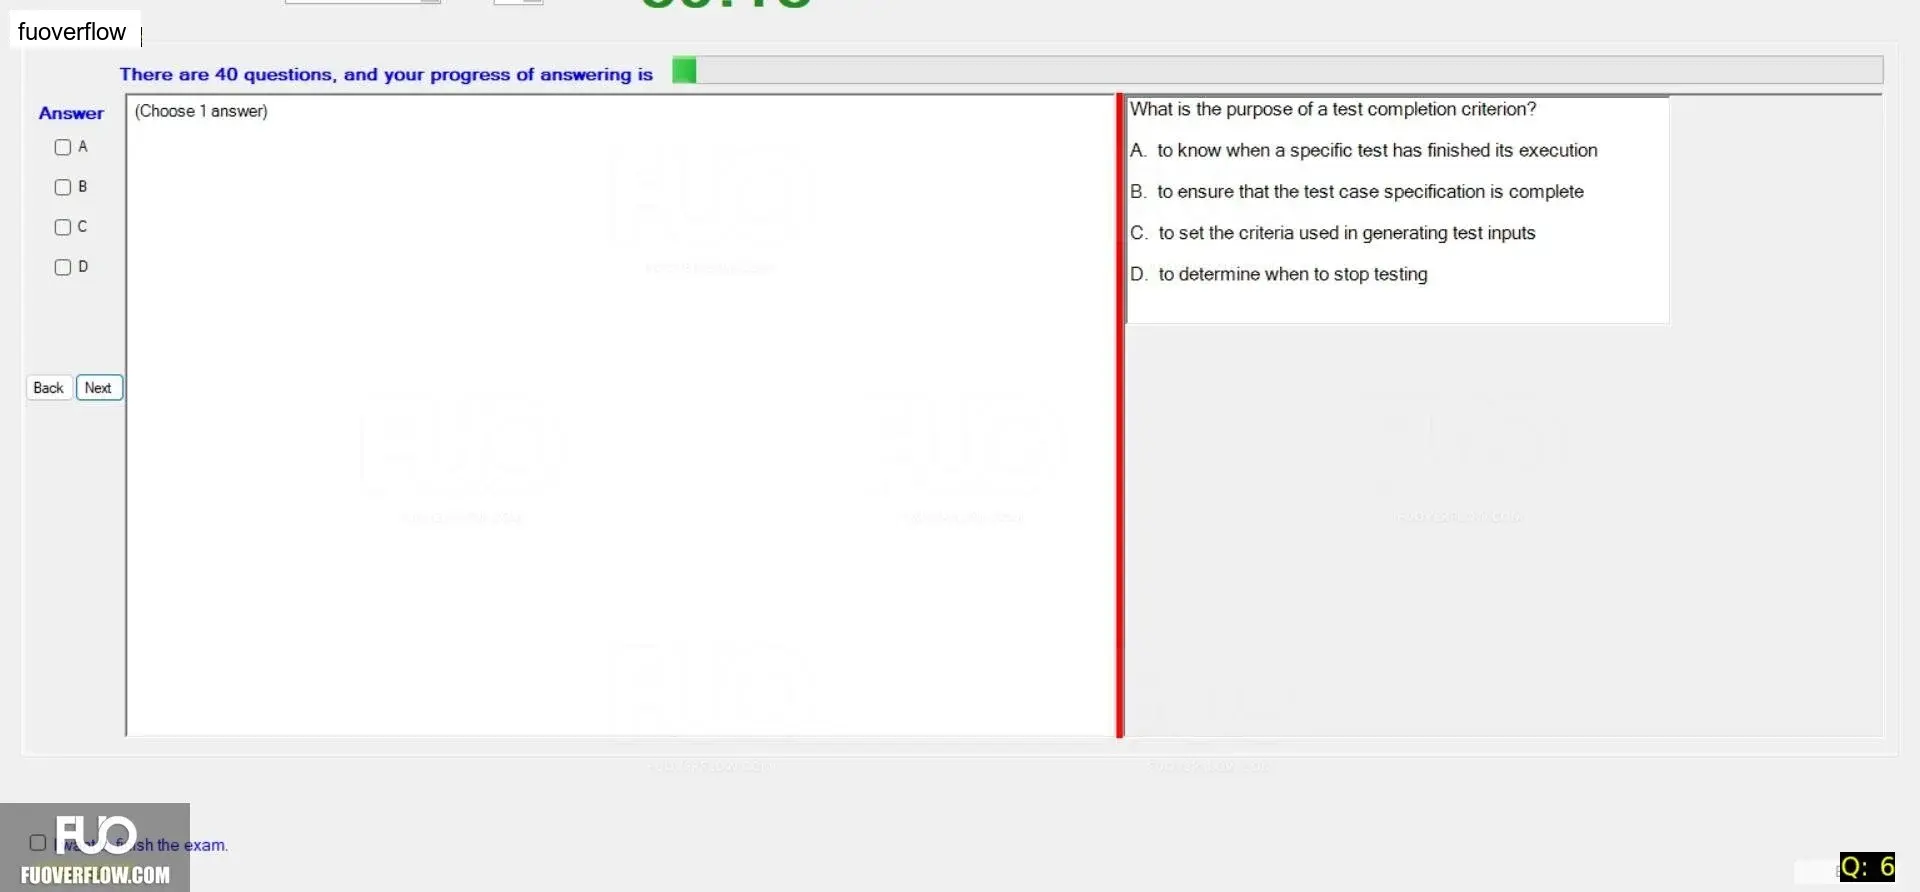 fuoverflow
There are 40 questions, and your progress of answering is
Answer
(Choose 1 answer)
A
B
C
D
Back
Next
What is the purpose of a test completion criterion?
A. to know when a specific test has finished its execution
B. to ensure that the test case specification is complete
C. to set the criteria used in generating test inputs
D. to determine when to stop testing
FUO
FUOVERFLOW.COM
the exam.
Q: 6